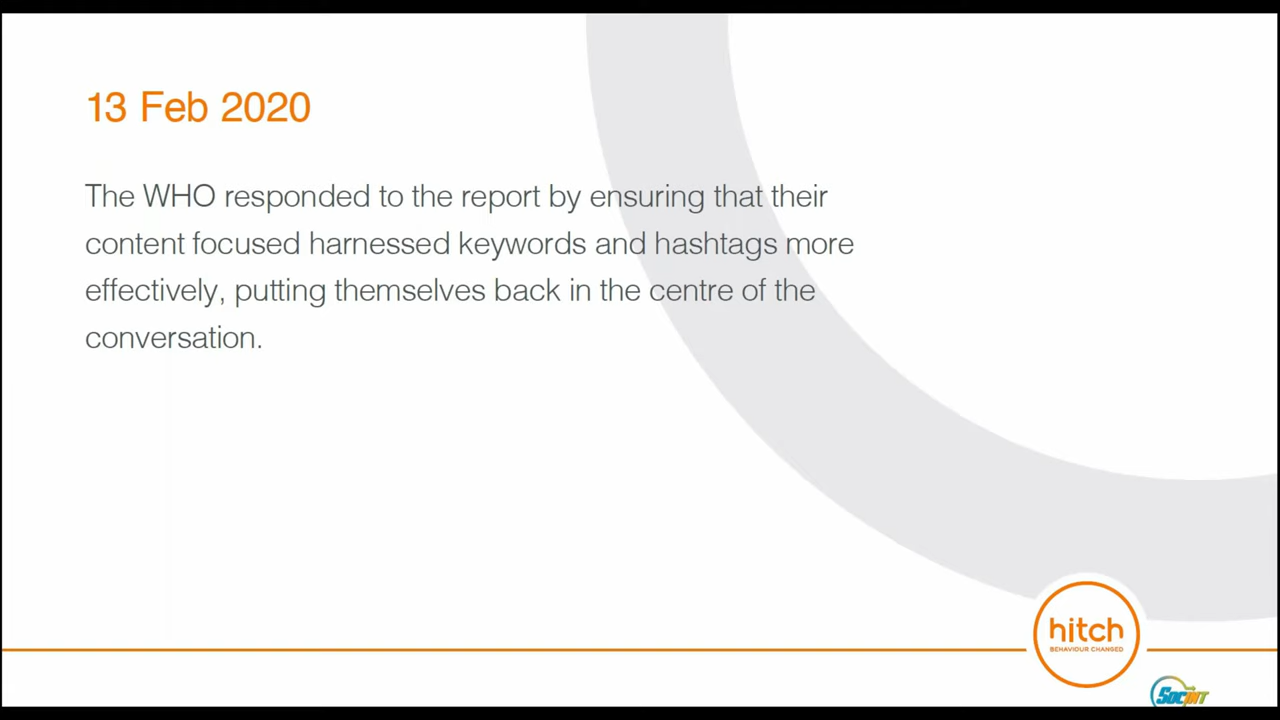 13 Feb 2020
The WHO responded to the report by ensuring that their
content focused harnessed keywords and hashtags more
effectively, putting themselves back in the centre of the
conversation.
hitch
BEHAVIOUR CHANGED